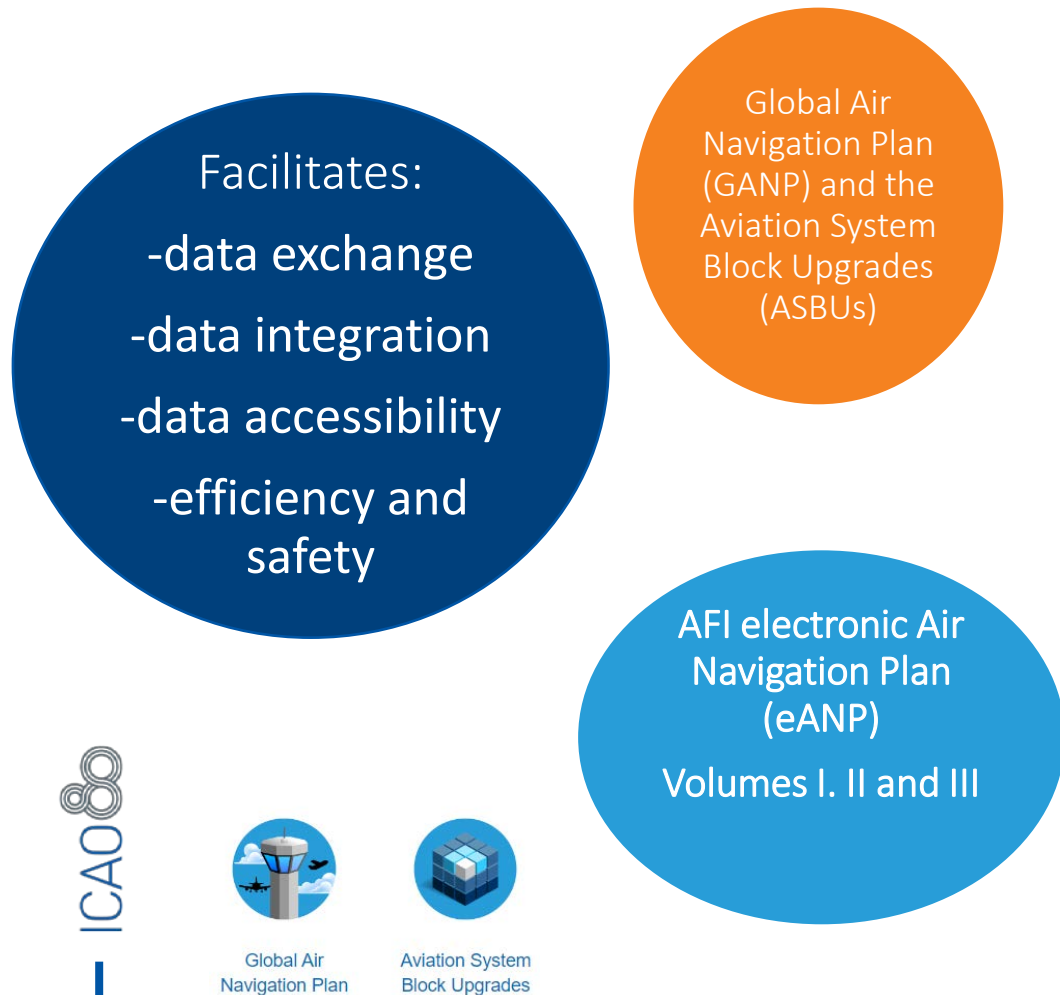 Facilitates:
-data exchange
-data integration
-data accessibility
-efficiency and
safety
Global Air
Navigation Plan
(GANP) and the
Aviation System
Block Upgrades
(ASBUs)
AFI electronic Air
Navigation Plan
(eANP)
Volumes I. II and III
ICAO
Global Air
Navigation Plan
Aviation System
Block Upgrades